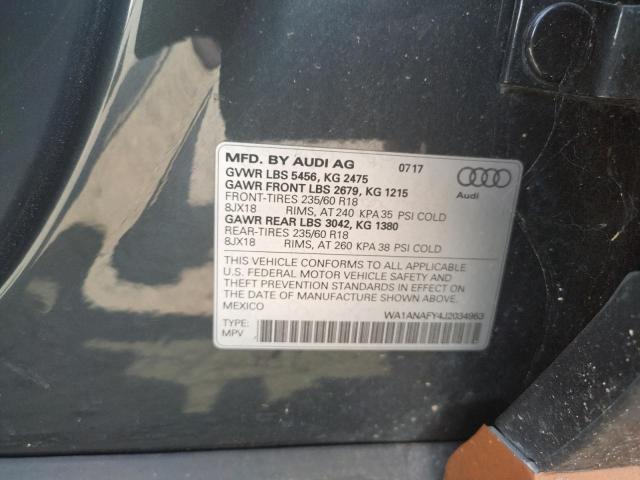 MFD. BY AUDI AG 07 17
GVWR LBS 5456, KG 2475
GAWR FRONT LBS 2679, KG 1215
FRONT-TIRES 235/60 R18
8JX18 RIMS, AT 240 KPA 35 PSI COLD
GAWR REAR LBS 3042, KG 1380
REAR-TIRES 235/60 R18
8JX18 RIMS, AT 260 KPA 38 PSI COLD
Audi
THIS VEHICLE CONFORMS TO ALL APPLICABLE
U.S. FEDERAL MOTOR VEHICLE SAFETY AND
THEFT PREVENTION STANDARDS IN EFFECT ON
THE DATE OF MANUFACTURE SHOWN ABOVE.
MEXICO
WA1ANAFY4J2034963
TYPE:
MPV